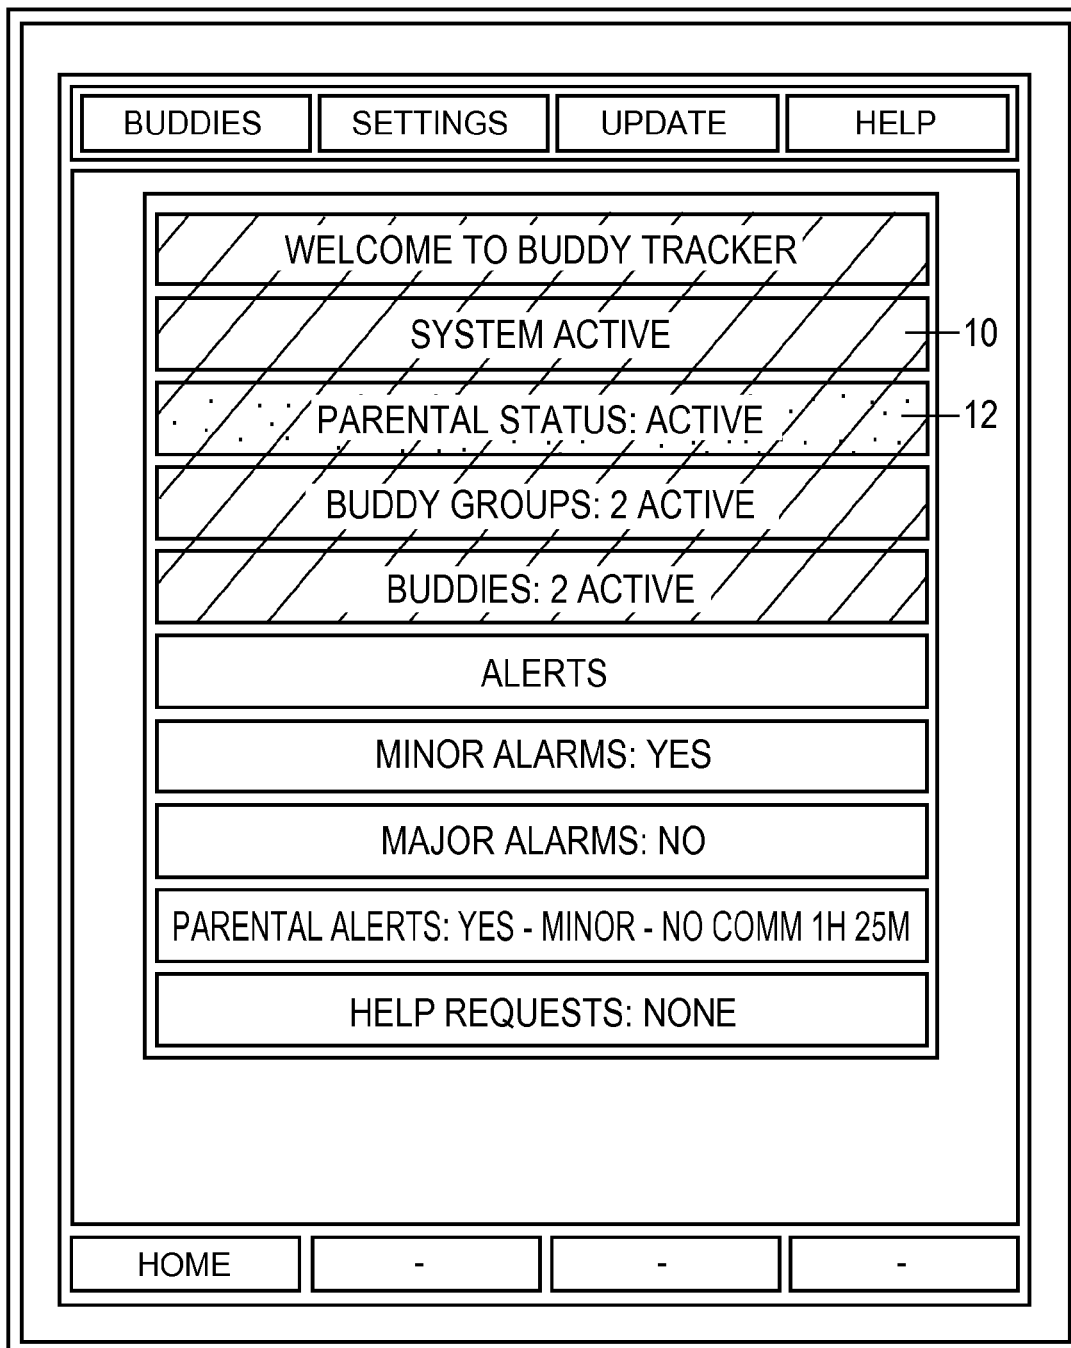 BUDDIES SETTINGS UPDATE HELP
WELCOME TO BUDDY TRACKER
SYSTEM ACTIVE 10
PARENTAL STATUS: ACTIVE 12
BUDDY GROUPS: 2 ACTIVE
BUDDIES: 2 ACTIVE
ALERTS
MINOR ALARMS: YES
MAJOR ALARMS: NO
PARENTAL ALERTS: YES - MINOR - NO COMM 1H 25M
HELP REQUESTS: NONE
HOME - - -